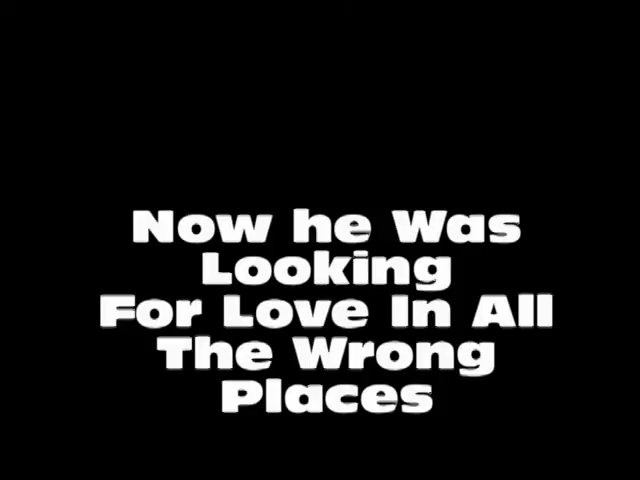 Now he Was
Looking
For Love In All
The Wrong
Places